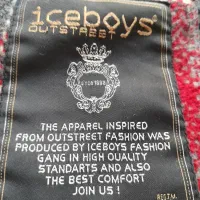 iceboys®
OUTSTREET
THE APPAREL INSPIRED
FROM OUTSTREET FASHION WAS
PRODUCED BY ICEBOYS FASHION
GANG IN HIGH QUALITY
STANDARTS AND ALSO
THE BEST COMFORT
JOIN US !